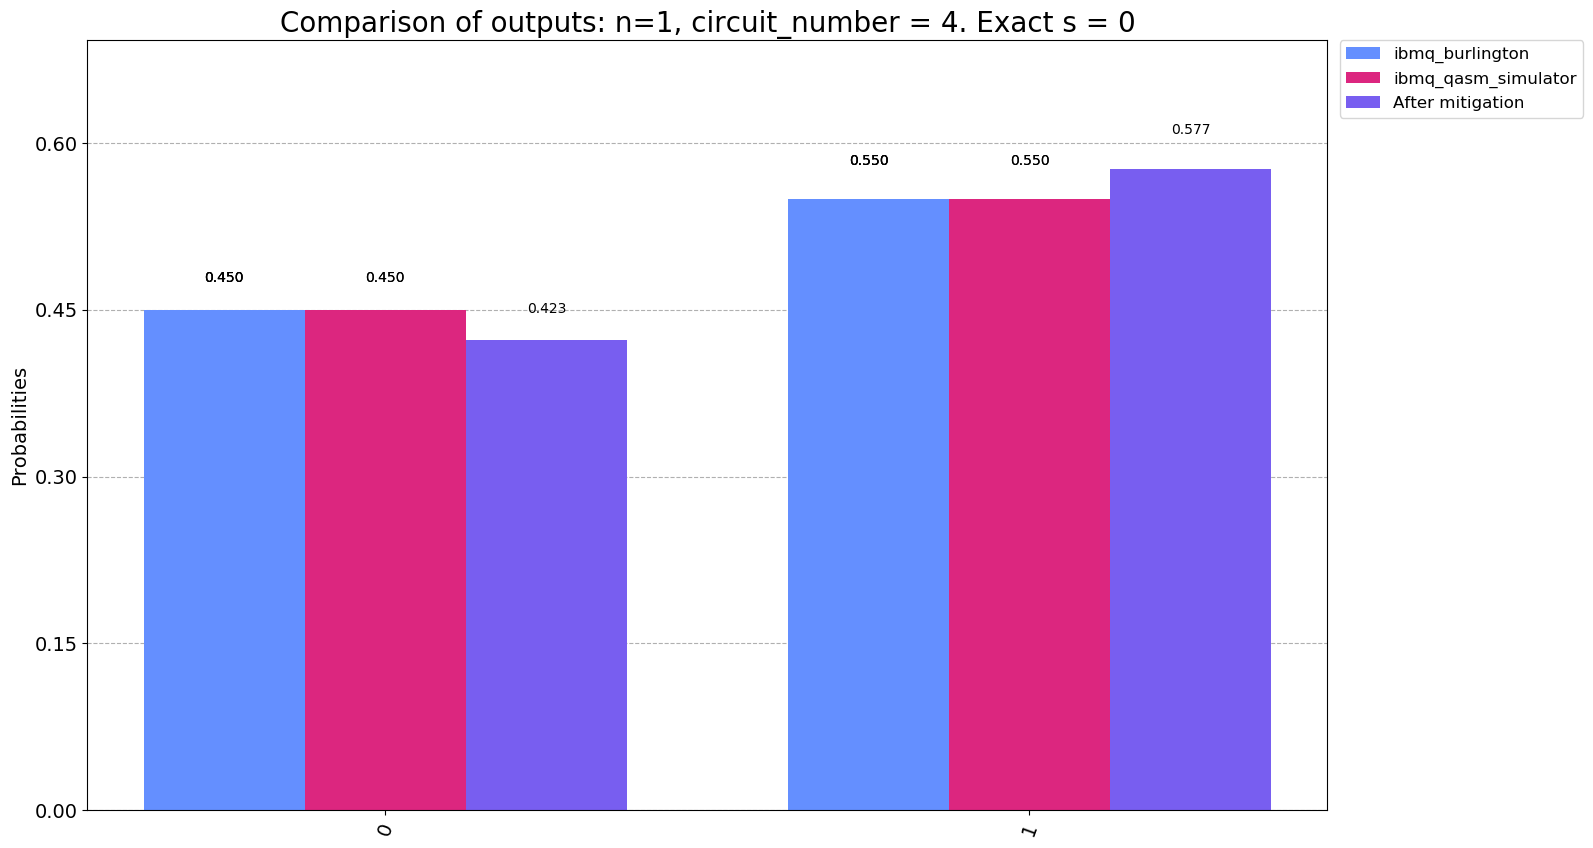 Comparison of outputs: n=1, circuit_number = 4. Exact s = 0
ibmq_burlington
ibmq_qasm_simulator
After mitigation
Probabilities
0.60
0.45
0.30
0.15
0.00
0.450
0.450
0.423
0.550
0.550
0.577
0
1